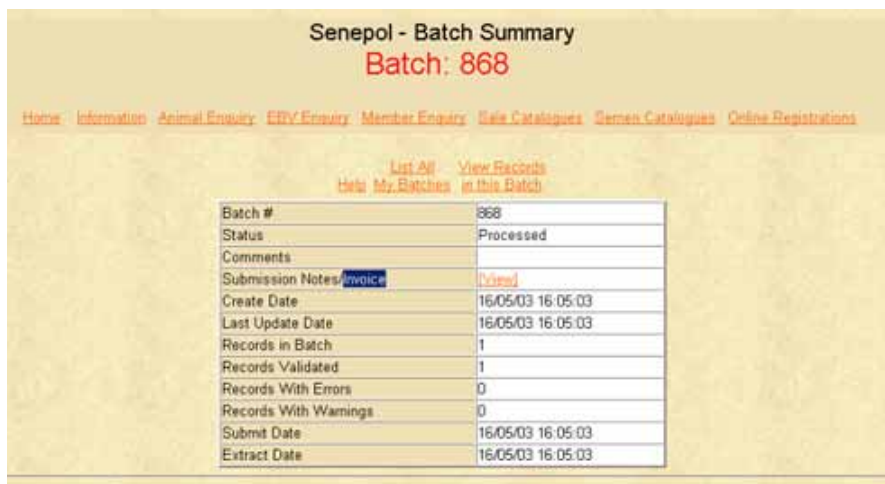 Senepol - Batch Summary
Batch: 868
Home Information Animal Enquiry EBV Enquiry Member Enquiry Sale Catalogues Semen Catalogues Online Registrations
List All View Records
Help My Batches in this Batch
Batch # 868
Status Processed
Comments
Submission Notes/Invoice [View]
Create Date 16/05/03 16:05:03
Last Update Date 16/05/03 16:05:03
Records in Batch 1
Records Validated 1
Records With Errors 0
Records With Warnings 0
Submit Date 16/05/03 16:05:03
Extract Date 16/05/03 16:05:03